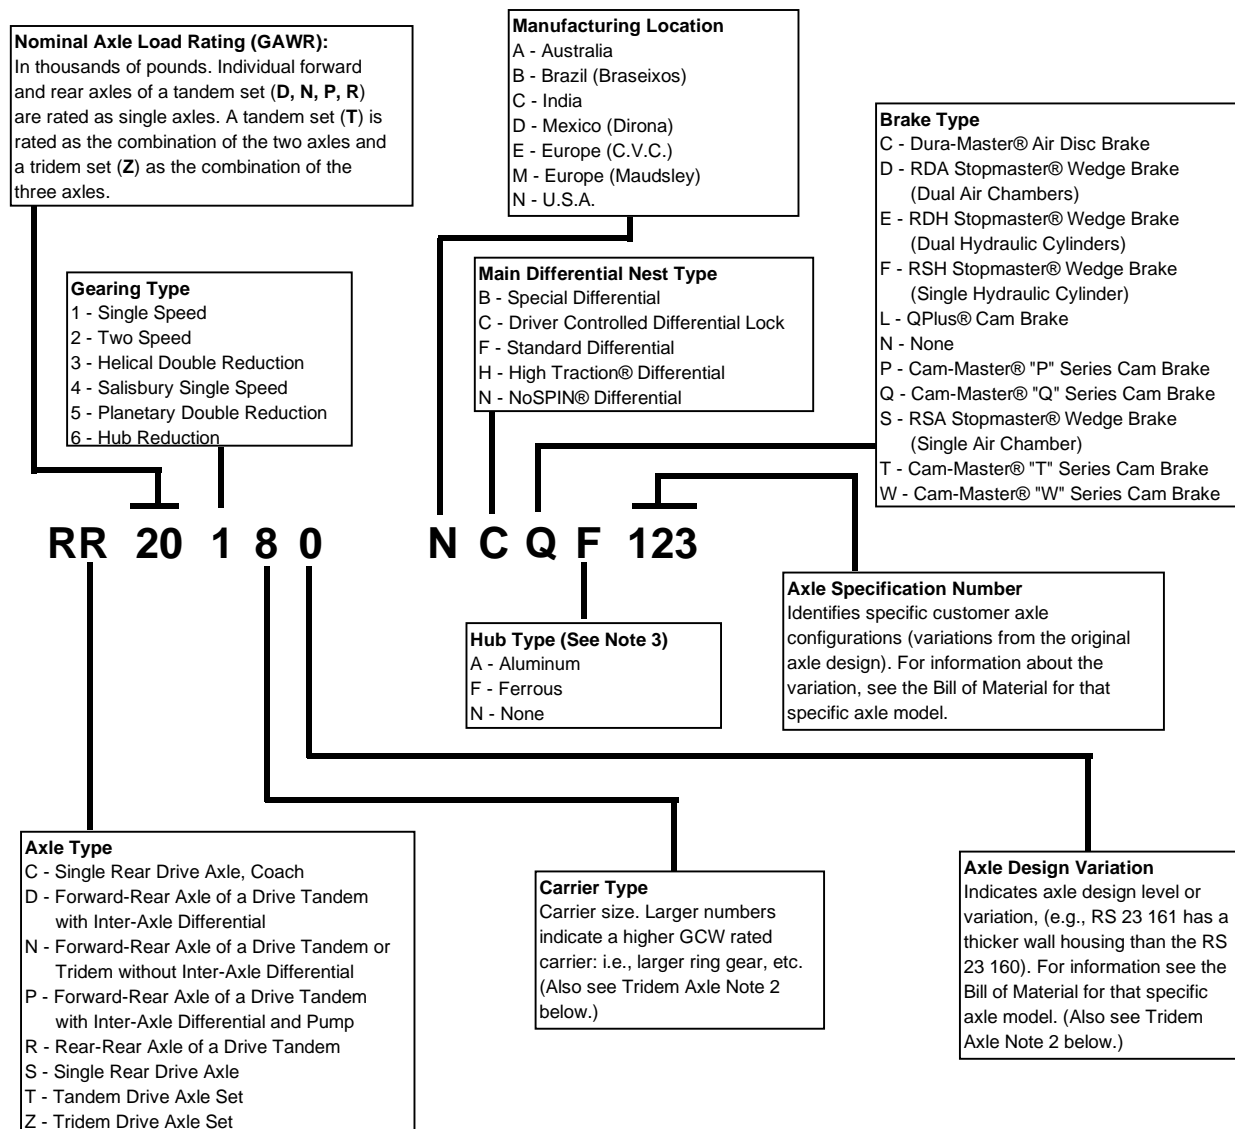 Nominal Axle Load Rating (GAWR):
In thousands of pounds. Individual forward
and rear axles of a tandem set (D, N, P, R)
are rated as single axles. A tandem set (T) is
rated as the combination of the two axles and
a tridem set (Z) as the combination of the
three axles.
Manufacturing Location
A - Australia
B - Brazil (Braseixos)
C - India
D - Mexico (Dirona)
E - Europe (C.V.C.)
M - Europe (Maudsley)
N - U.S.A.
Brake Type
C - Dura-Master® Air Disc Brake
D - RDA Stopmaster® Wedge Brake
(Dual Air Chambers)
E - RDH Stopmaster® Wedge Brake
(Dual Hydraulic Cylinders)
F - RSH Stopmaster® Wedge Brake
(Single Hydraulic Cylinder)
L - QPlus® Cam Brake
N - None
P - Cam-Master® "P" Series Cam Brake
Q - Cam-Master® "Q" Series Cam Brake
S - RSA Stopmaster® Wedge Brake
(Single Air Chamber)
T - Cam-Master® "T" Series Cam Brake
W - Cam-Master® "W" Series Cam Brake
Gearing Type
1 - Single Speed
2 - Two Speed
3 - Helical Double Reduction
4 - Salisbury Single Speed
5 - Planetary Double Reduction
6 - Hub Reduction
Main Differential Nest Type
B - Special Differential
C - Driver Controlled Differential Lock
F - Standard Differential
H - High Traction® Differential
N - NoSPIN® Differential
RR 20 1 8 0 N C Q F 123
Hub Type (See Note 3)
A - Aluminum
F - Ferrous
N - None
Axle Specification Number
Identifies specific customer axle
configurations (variations from the original
axle design). For information about the
variation, see the Bill of Material for that
specific axle model.
Axle Type
C - Single Rear Drive Axle, Coach
D - Forward-Rear Axle of a Drive Tandem
with Inter-Axle Differential
N - Forward-Rear Axle of a Drive Tandem or
Tridem without Inter-Axle Differential
P - Forward-Rear Axle of a Drive Tandem
with Inter-Axle Differential and Pump
R - Rear-Rear Axle of a Drive Tandem
S - Single Rear Drive Axle
T - Tandem Drive Axle Set
Z - Tridem Drive Axle Set
Carrier Type
Carrier size. Larger numbers
indicate a higher GCW rated
carrier: i.e., larger ring gear, etc.
(Also see Tridem Axle Note 2
below.)
Axle Design Variation
Indicates axle design level or
variation, (e.g., RS 23 161 has a
thicker wall housing than the RS
23 160). For information see the
Bill of Material for that specific
axle model. (Also see Tridem
Axle Note 2 below.)